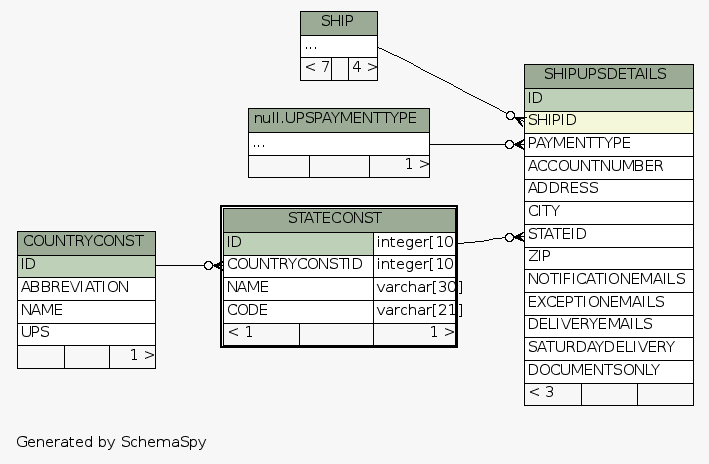 SHIP
...
< 7 4 >
null.UPSPAYMENTTYPE
...
1 >
SHIPUPSDETAILS
ID
SHIPID
PAYMENTTYPE
ACCOUNTNUMBER
ADDRESS
CITY
STATEID
ZIP
NOTIFICATIONEMAILS
EXCEPTIONEMAILS
DELIVERYEMAILS
SATURDAYDELIVERY
DOCUMENTSONLY
< 3
STATECONST
ID integer[10
COUNTRYCONSTID integer[10
NAME varchar[30]
CODE varchar[21]
< 1 1 >
COUNTRYCONST
ID
ABBREVIATION
NAME
UPS
1 >
Generated by SchemaSpy